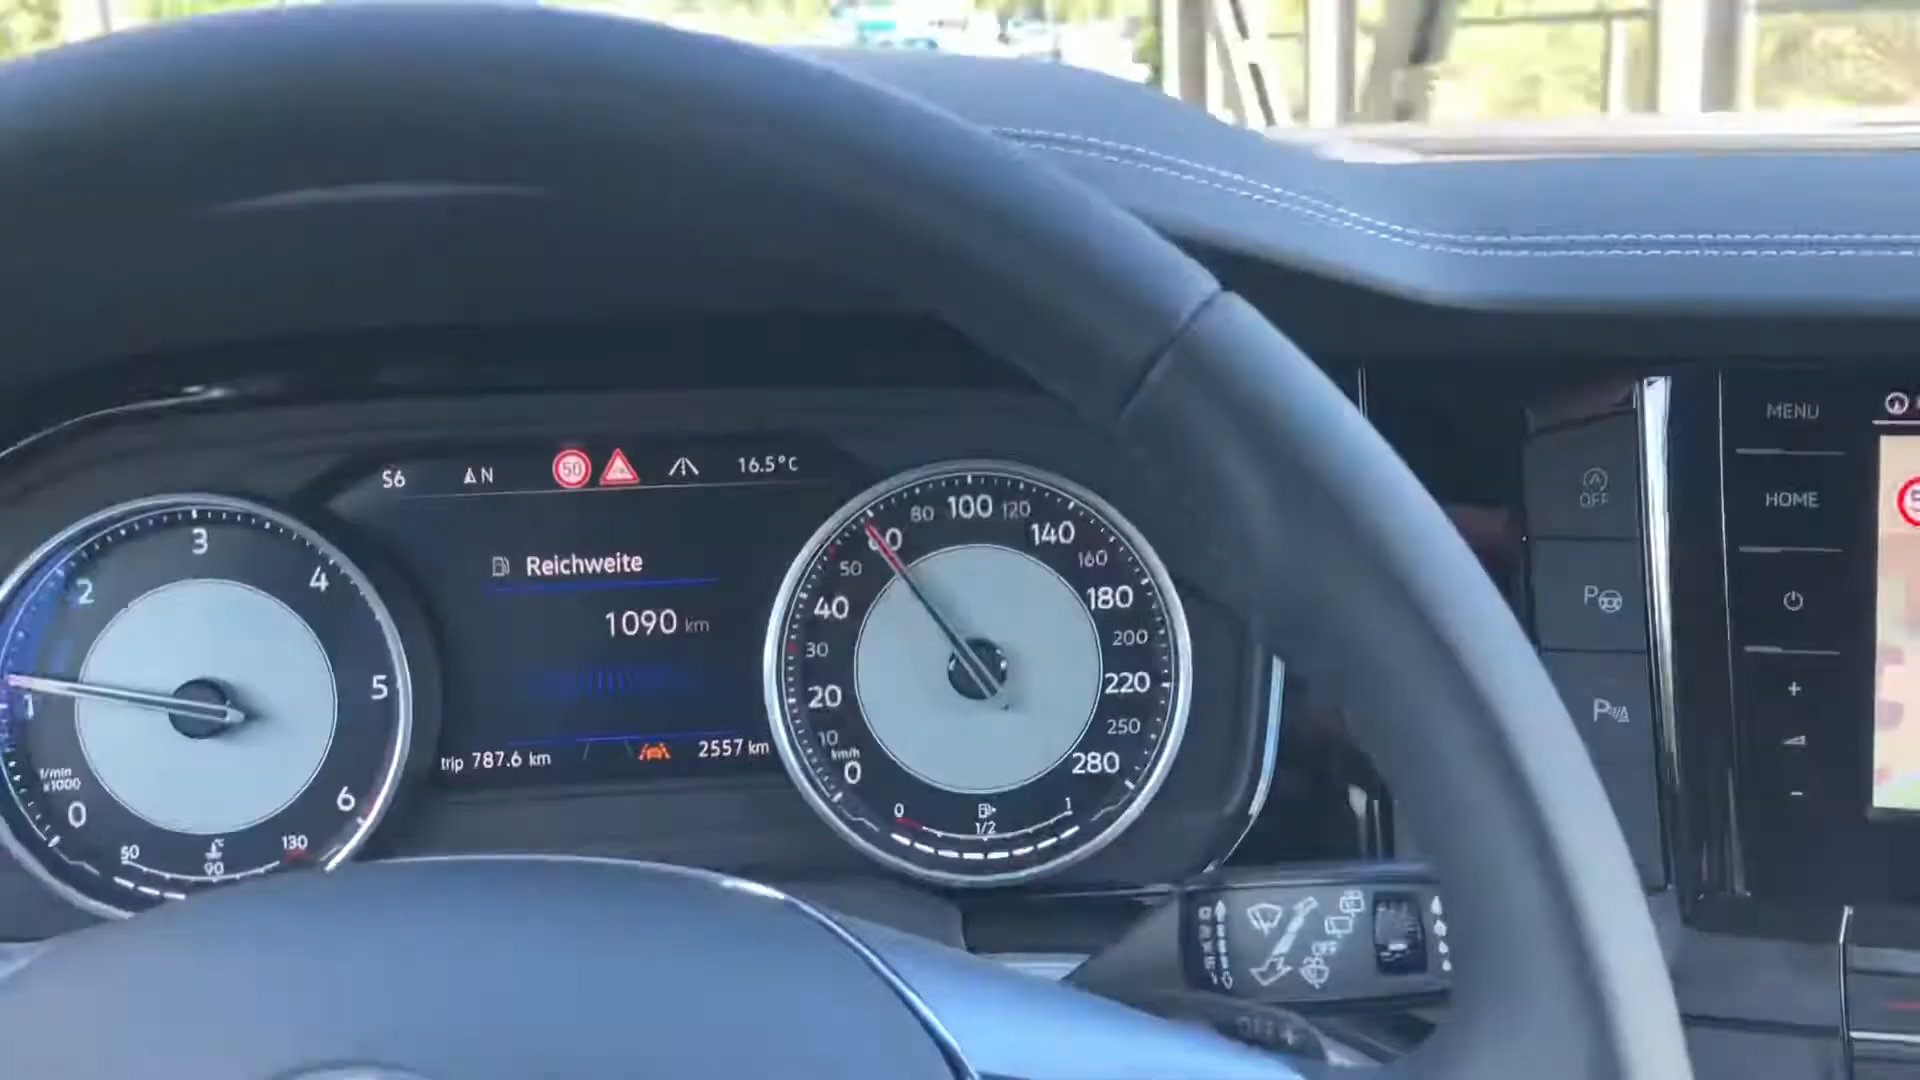 S6
N
50
16.5°C
Reichweite
1090 km
trip 787.6 km
2557 km
0
1
2
3
4
5
6
1/min
x1000
50
90
130
0
10
20
30
40
50
60
80
100
120
140
160
180
200
220
250
280
km/h
0
1/2
1
A
OFF
P
P
MENU
HOME
+
-
OFF